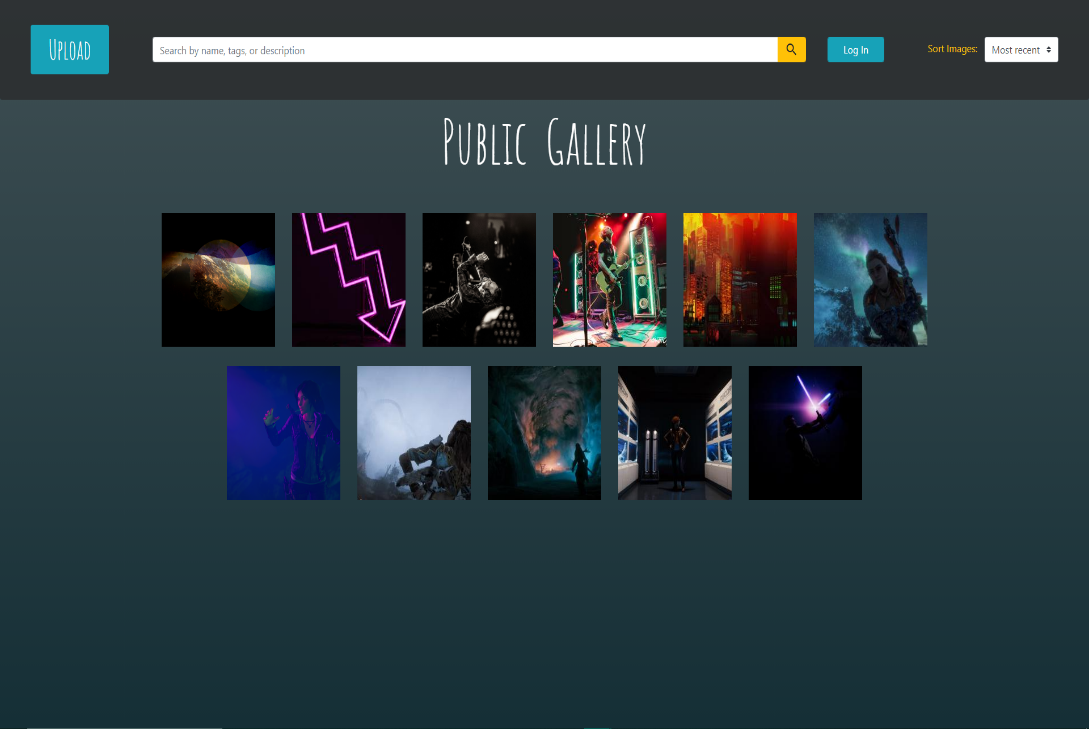 Upload
Search by name, tags, or description
Log In
Sort Images:
Most recent
Public Gallery